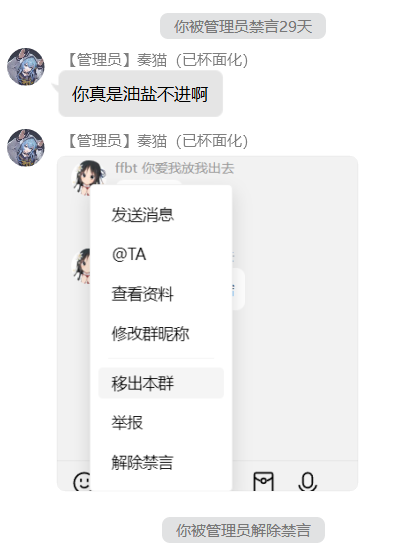 你被管理员禁言29天
【管理员】奏猫（已杯面化）
你真是油盐不进啊
【管理员】奏猫（已杯面化）
ffbt 你爱我放我出去
发送消息
@TA
查看资料
修改群昵称
移出本群
举报
解除禁言
你被管理员解除禁言